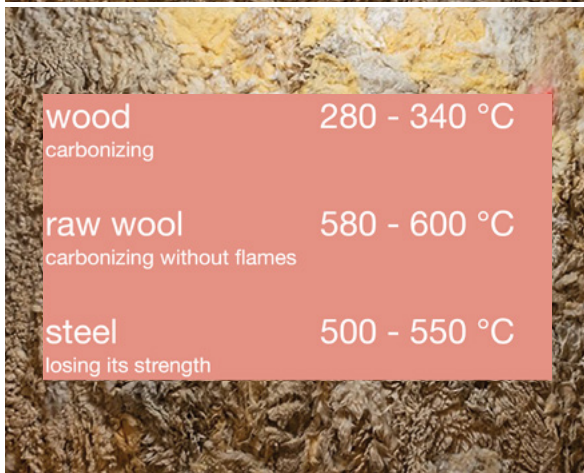 wood 280 - 340 °C
carbonizing
raw wool 580 - 600 °C
carbonizing without flames
steel 500 - 550 °C
losing its strength